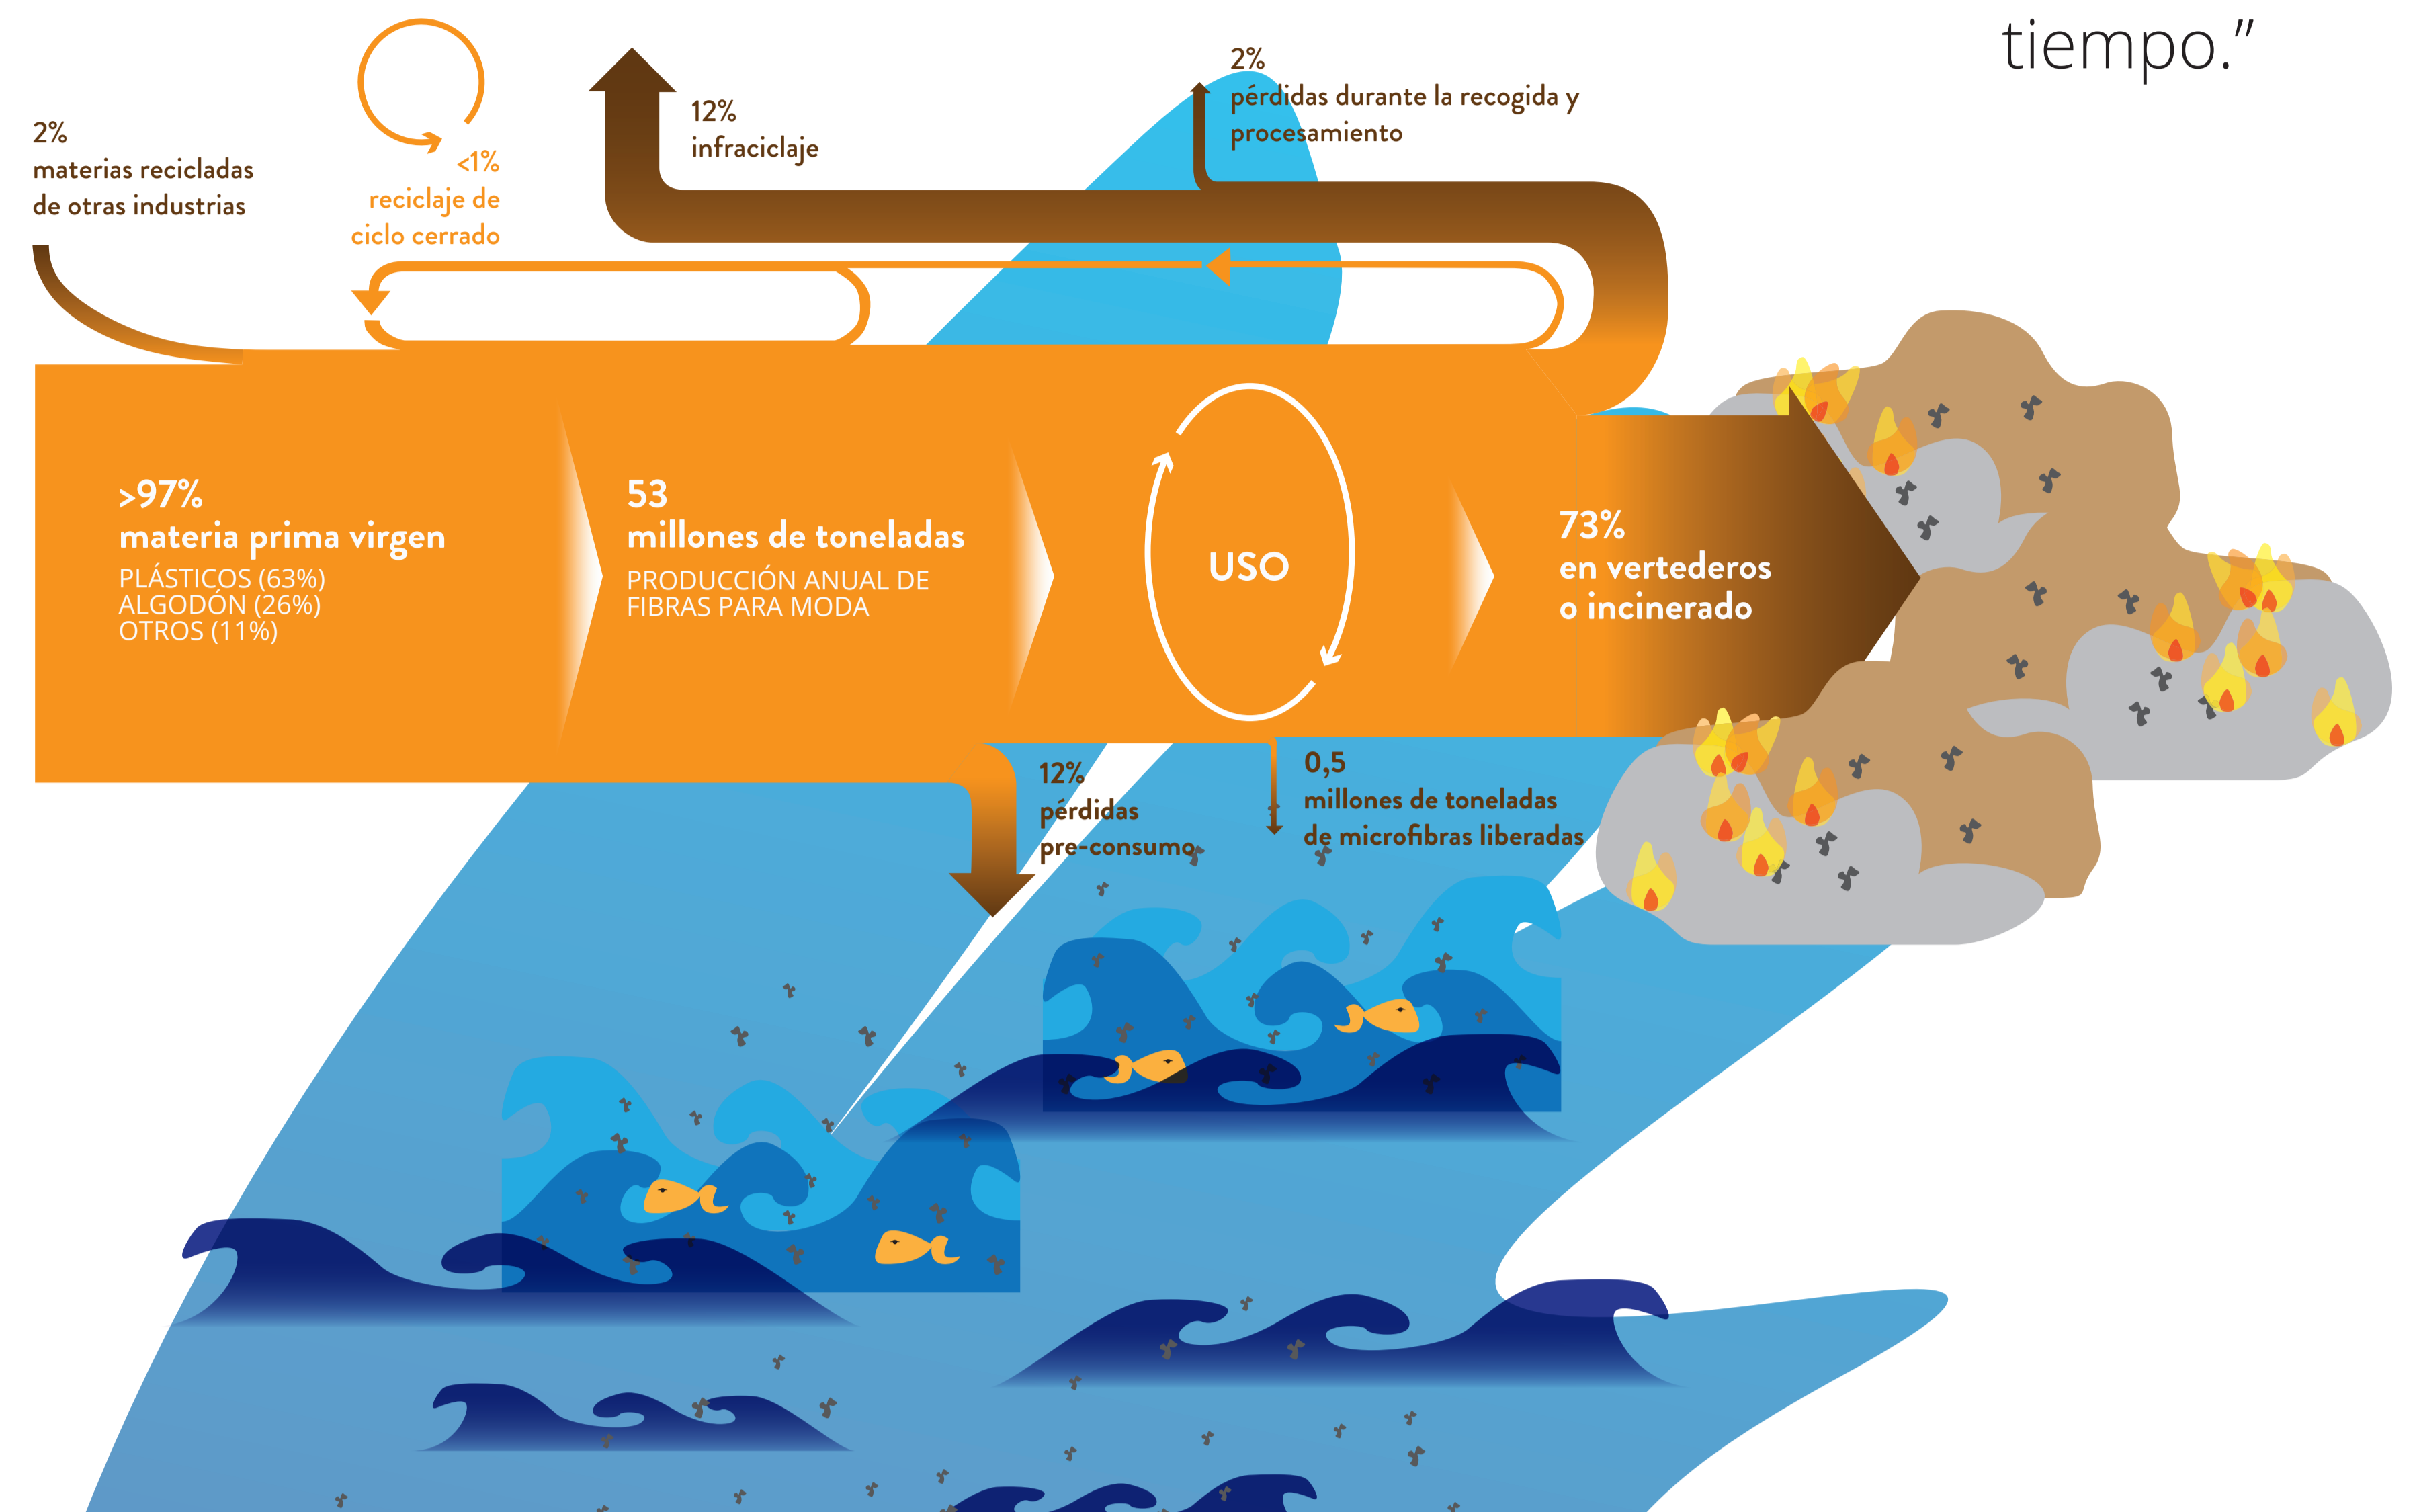 tiempo.”
2%
materias recicladas
de otras industrias
<1%
reciclaje de
ciclo cerrado
12%
infraciclaje
2%
pérdidas durante la recogida y
procesamiento
>97%
materia prima virgen
PLÁSTICOS (63%)
ALGODÓN (26%)
OTROS (11%)
53
millones de toneladas
PRODUCCIÓN ANUAL DE
FIBRAS PARA MODA
USO
73%
en vertederos
o incinerado
12%
pérdidas
pre-consumo
0,5
millones de toneladas
de microfibras liberadas